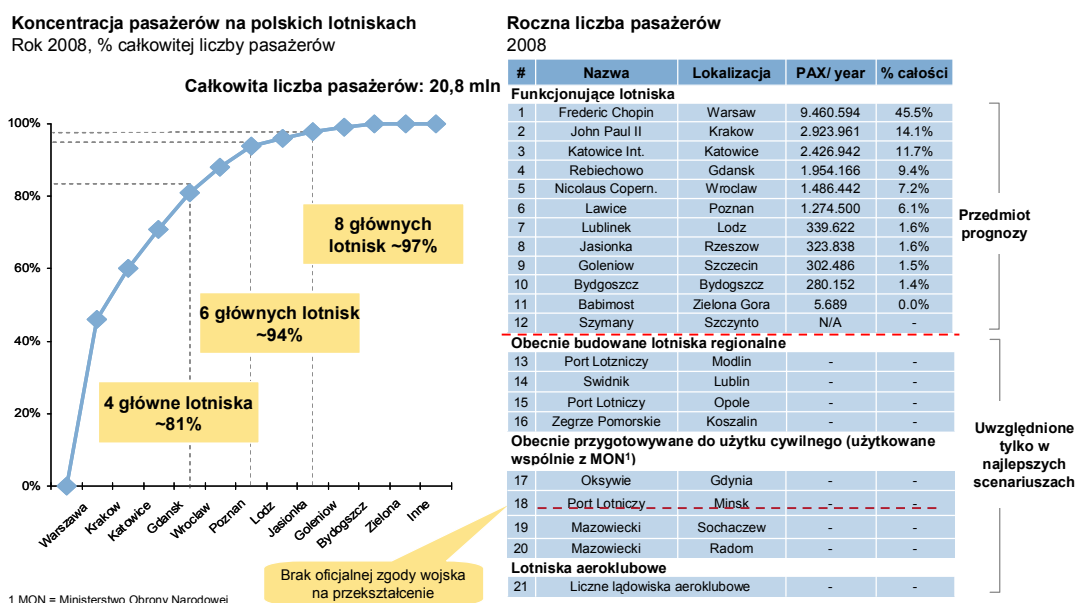 Koncentracja pasażerów na polskich lotniskach
Rok 2008, % całkowitej liczby pasażerów
Całkowita liczba pasażerów: 20,8 mln
100%
80%
60%
40%
20%
0%
8 głównych
lotnisk ~97%
6 głównych lotnisk
~94%
4 główne lotniska
~81%
Warszawa
Krakow
Katowice
Gdansk
Wroclaw
Poznan
Lodz
Jasionka
Goleniow
Bydogszcz
Zielona
Inne
Brak oficjalnej zgody wojska
na przekształcenie
1 MON = Ministerstwo Obrony Narodowej
Roczna liczba pasażerów
2008
# Nazwa Lokalizacja PAX/ year % całości
Funkcjonujące lotniska
1 Frederic Chopin Warsaw 9.460.594 45.5%
2 John Paul II Krakow 2.923.961 14.1%
3 Katowice Int. Katowice 2.426.942 11.7%
4 Rebiechowo Gdansk 1.954.166 9.4%
5 Nicolaus Copern. Wroclaw 1.486.442 7.2%
6 Lawice Poznan 1.274.500 6.1%
7 Lublinek Lodz 339.622 1.6%
8 Jasionka Rzeszow 323.838 1.6%
9 Goleniow Szczecin 302.486 1.5%
10 Bydgoszcz Bydogszcz 280.152 1.4%
11 Babimost Zielona Gora 5.689 0.0%
12 Szymany Szczynto N/A -
Obecnie budowane lotniska regionalne
13 Port Lotzniczy Modlin - -
14 Swidnik Lublin - -
15 Port Lotniczy Opole - -
16 Zegrze Pomorskie Koszalin - -
Obecnie przygotowywane do użytku cywilnego (użytkowane
wspólnie z MON1)
17 Oksywie Gdynia - -
18 Port Lotniczy Minsk - -
19 Mazowiecki Sochaczew - -
20 Mazowiecki Radom - -
Lotniska aeroklubowe
21 Liczne lądowiska aeroklubowe - -
Przedmiot
prognozy
Uwzględnione
tylko w
najlepszych
scenariuszach